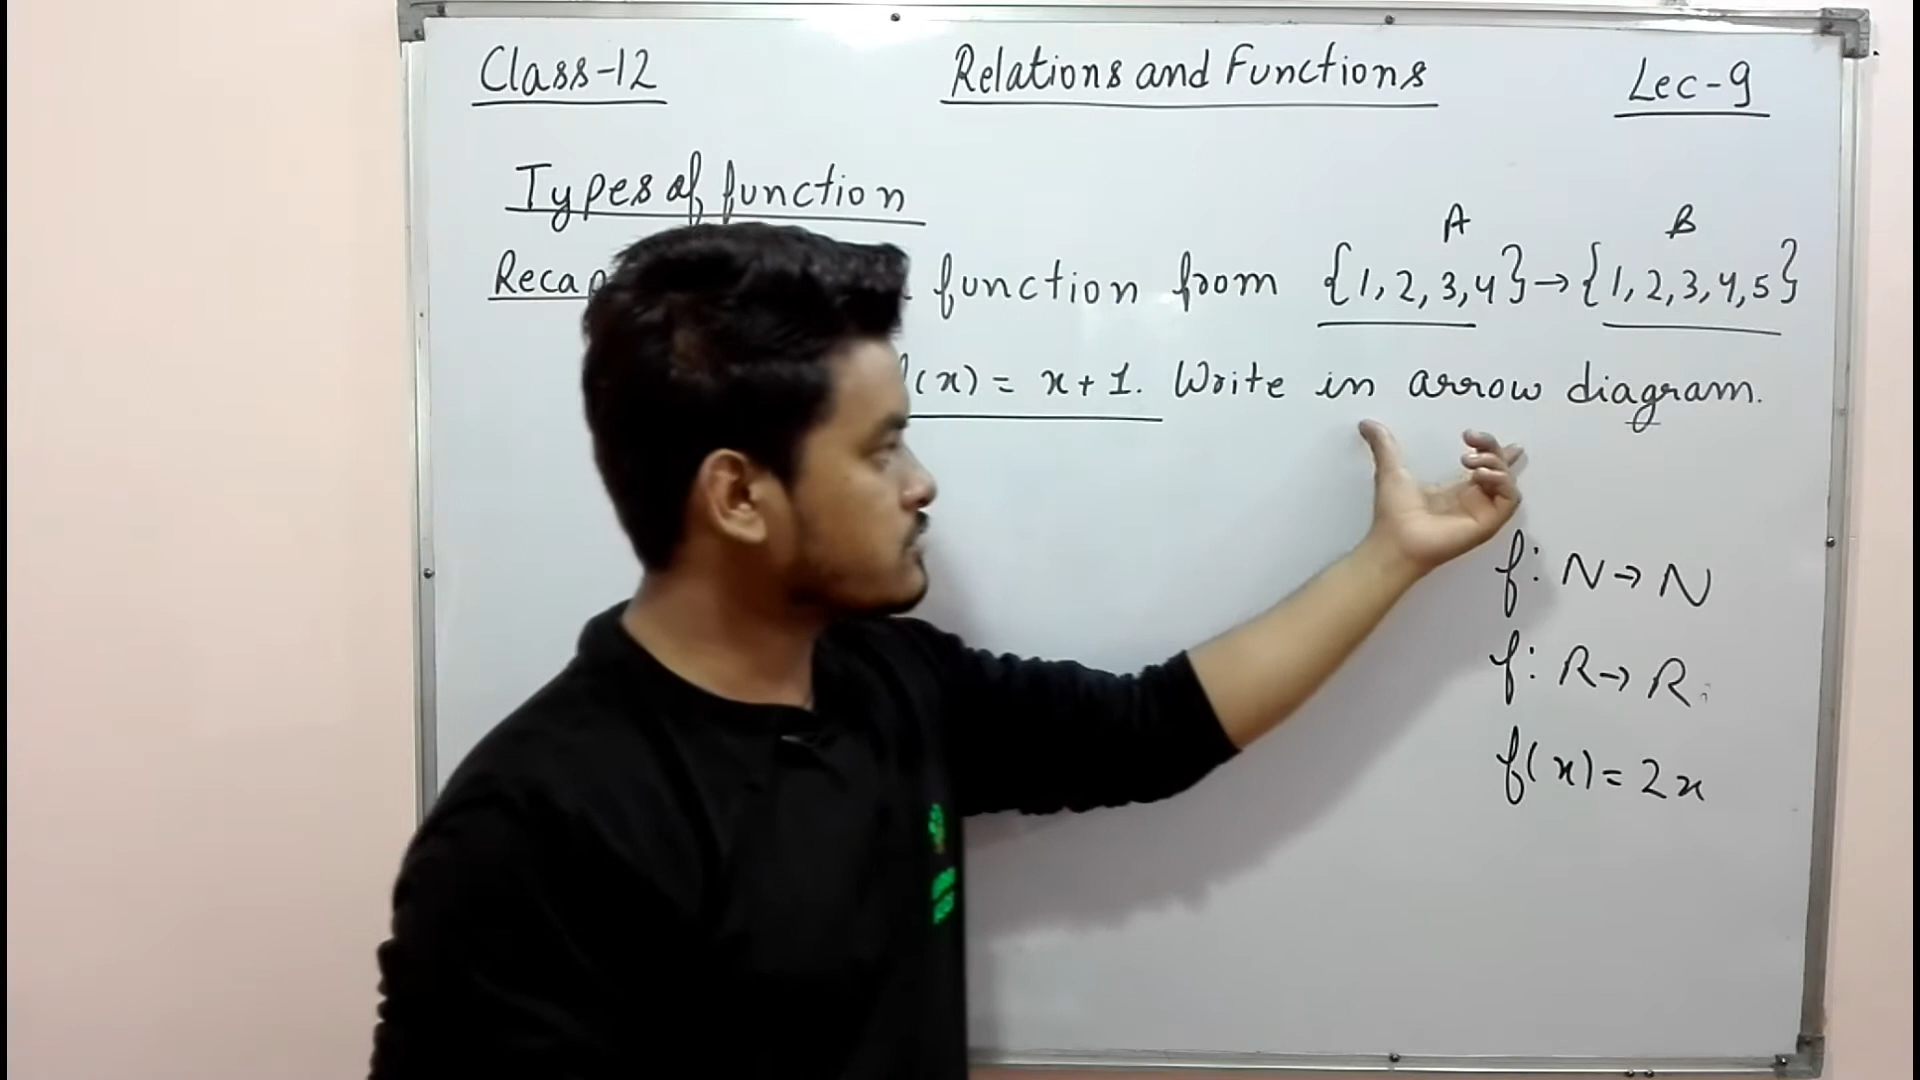 Class-12 Relations and Functions Lec-9
Types of function
A B
function from {1,2,3,4}→{1,2,3,4,5}
(x) = x+1. Write in arrow diagram.
f: N→N
f: R→R
f(x)=2x